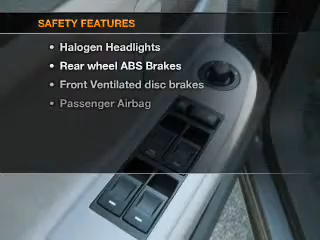 SAFETY FEATURES
• Halogen Headlights
• Rear wheel ABS Brakes
• Front Ventilated disc brakes
• Passenger Airbag